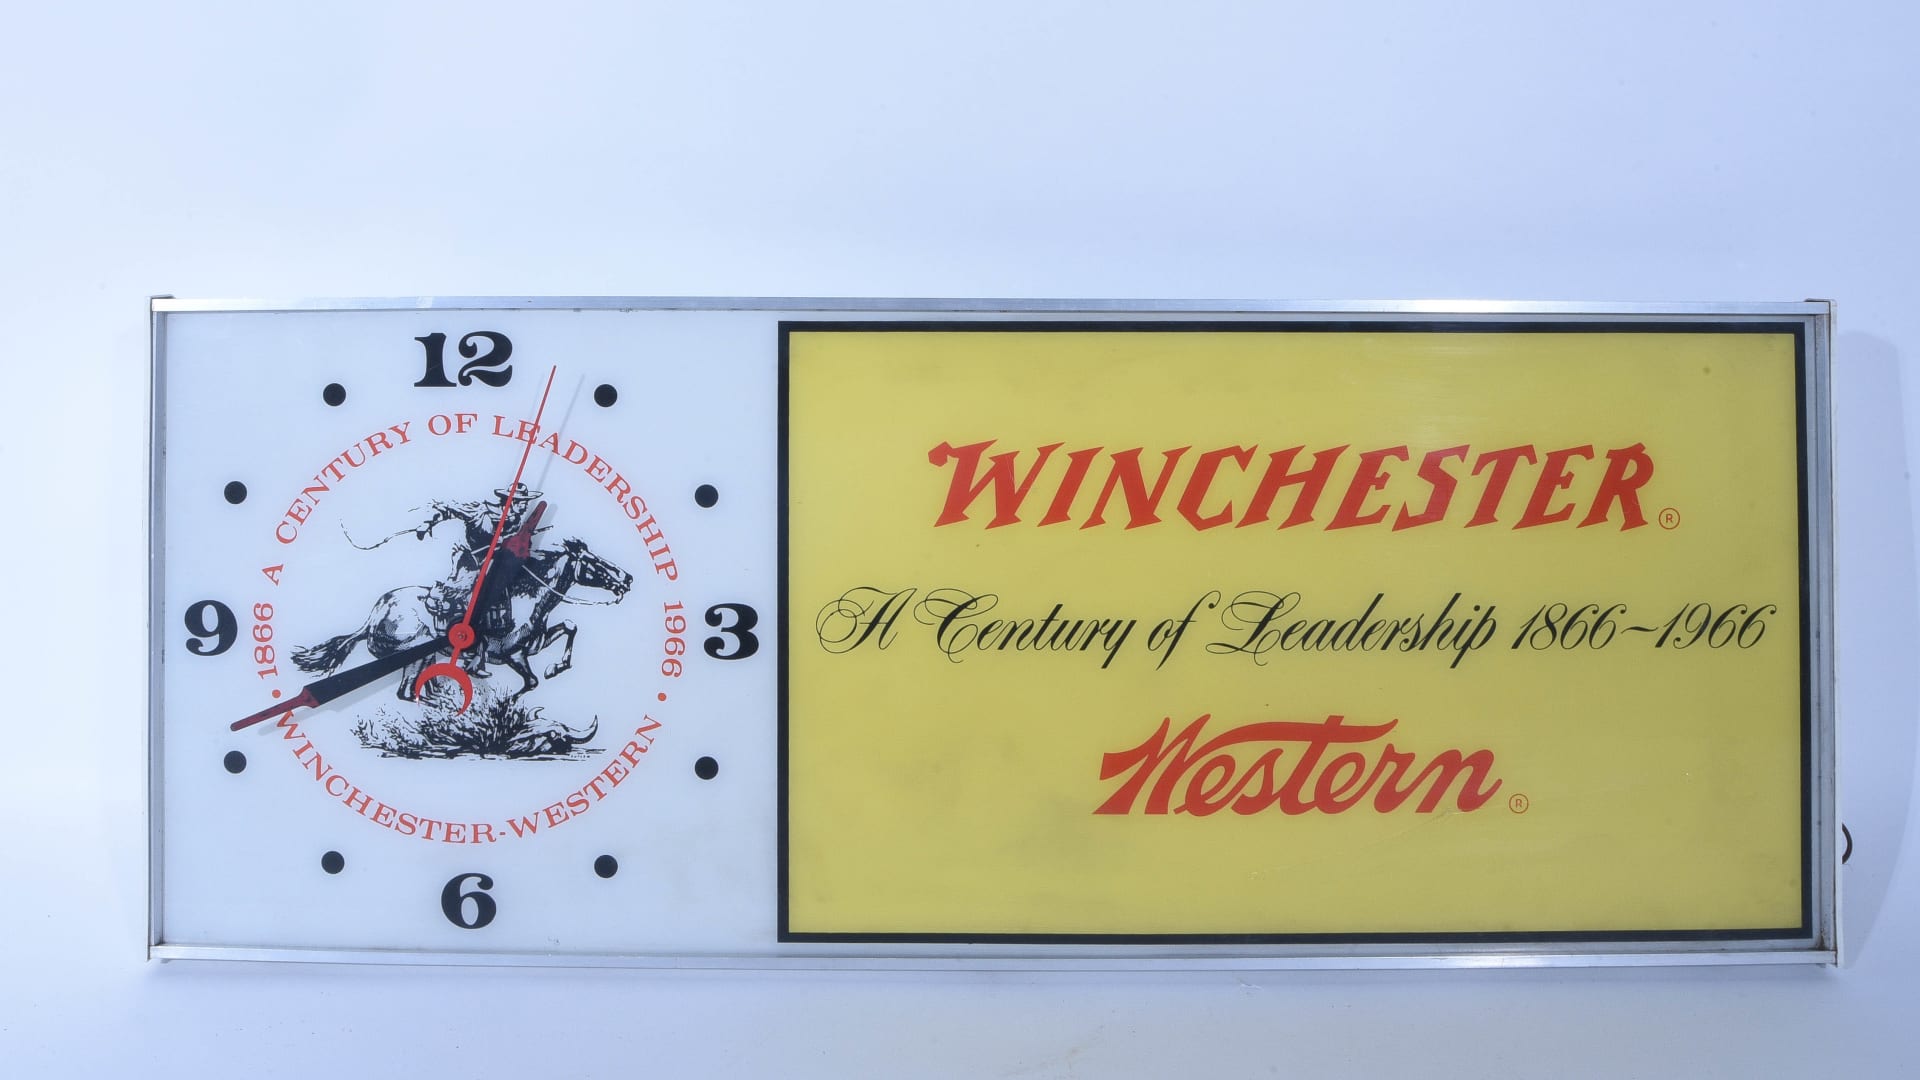 12
3
6
9
• 1866 A CENTURY OF LEADERSHIP 1966 •
WINCHESTER-WESTERN
WINCHESTER®
A Century of Leadership 1866~1966
Western®